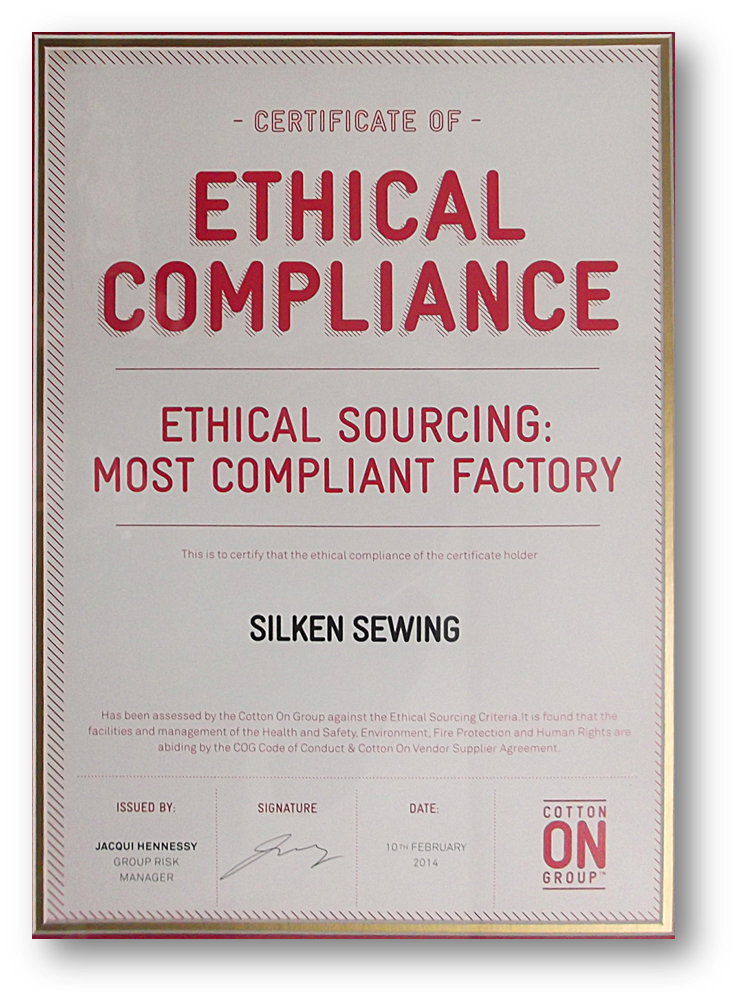 - CERTIFICATE OF -
ETHICAL
COMPLIANCE
ETHICAL SOURCING:
MOST COMPLIANT FACTORY
This is to certify that the ethical compliance of the certificate holder
SILKEN SEWING
Has been assessed by the Cotton On Group against the Ethical Sourcing Criteria.It is found that the
facilities and management of the Health and Safety, Environment, Fire Protection and Human Rights are
abiding by the COG Code of Conduct & Cotton On Vendor Supplier Agreement.
ISSUED BY:
JACQUI HENNESSY
GROUP RISK
MANAGER
SIGNATURE
DATE:
10TH FEBRUARY
2014
COTTON
ON
GROUP™